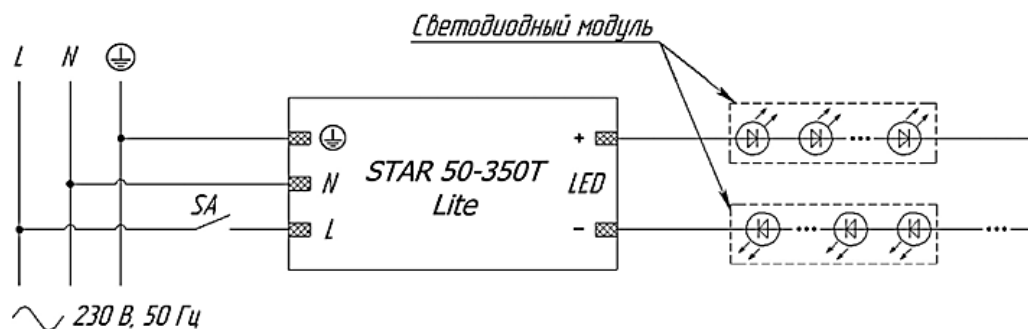 Светодиодный модуль
L N
STAR 50-350T
Lite
N
L
SA
+
LED
-
230 В, 50 Гц